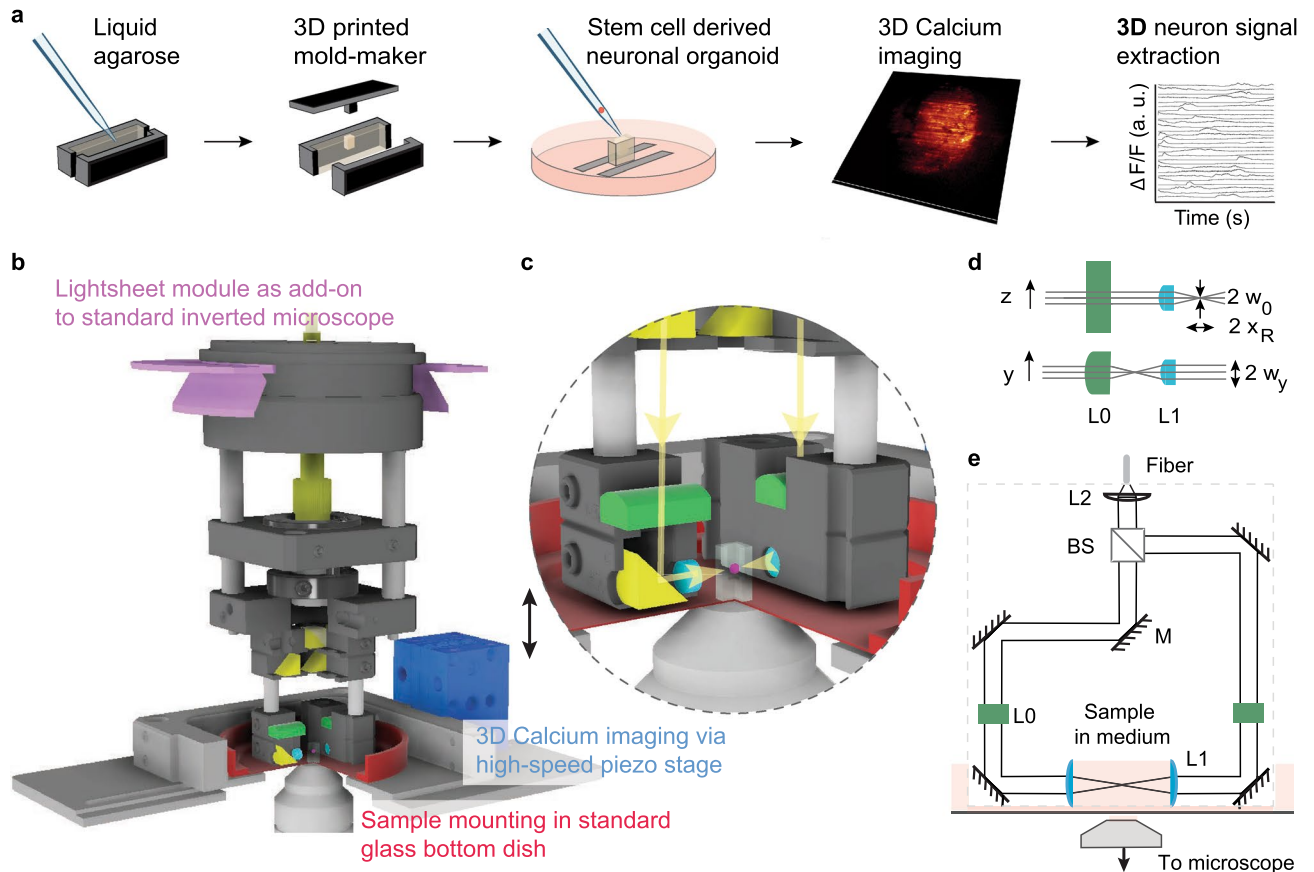 a
Liquid
agarose
3D printed
mold-maker
Stem cell derived
neuronal organoid
3D Calcium
imaging
3D neuron signal
extraction
ΔF/F (a. u.)
Time (s)
b
Lightsheet module as add-on
to standard inverted microscope
3D Calcium imaging via
high-speed piezo stage
Sample mounting in standard
glass bottom dish
c
d
z
2 w0
2 xR
y
2 wy
L0
L1
e
Fiber
L2
BS
M
L0
Sample
in medium
L1
To microscope